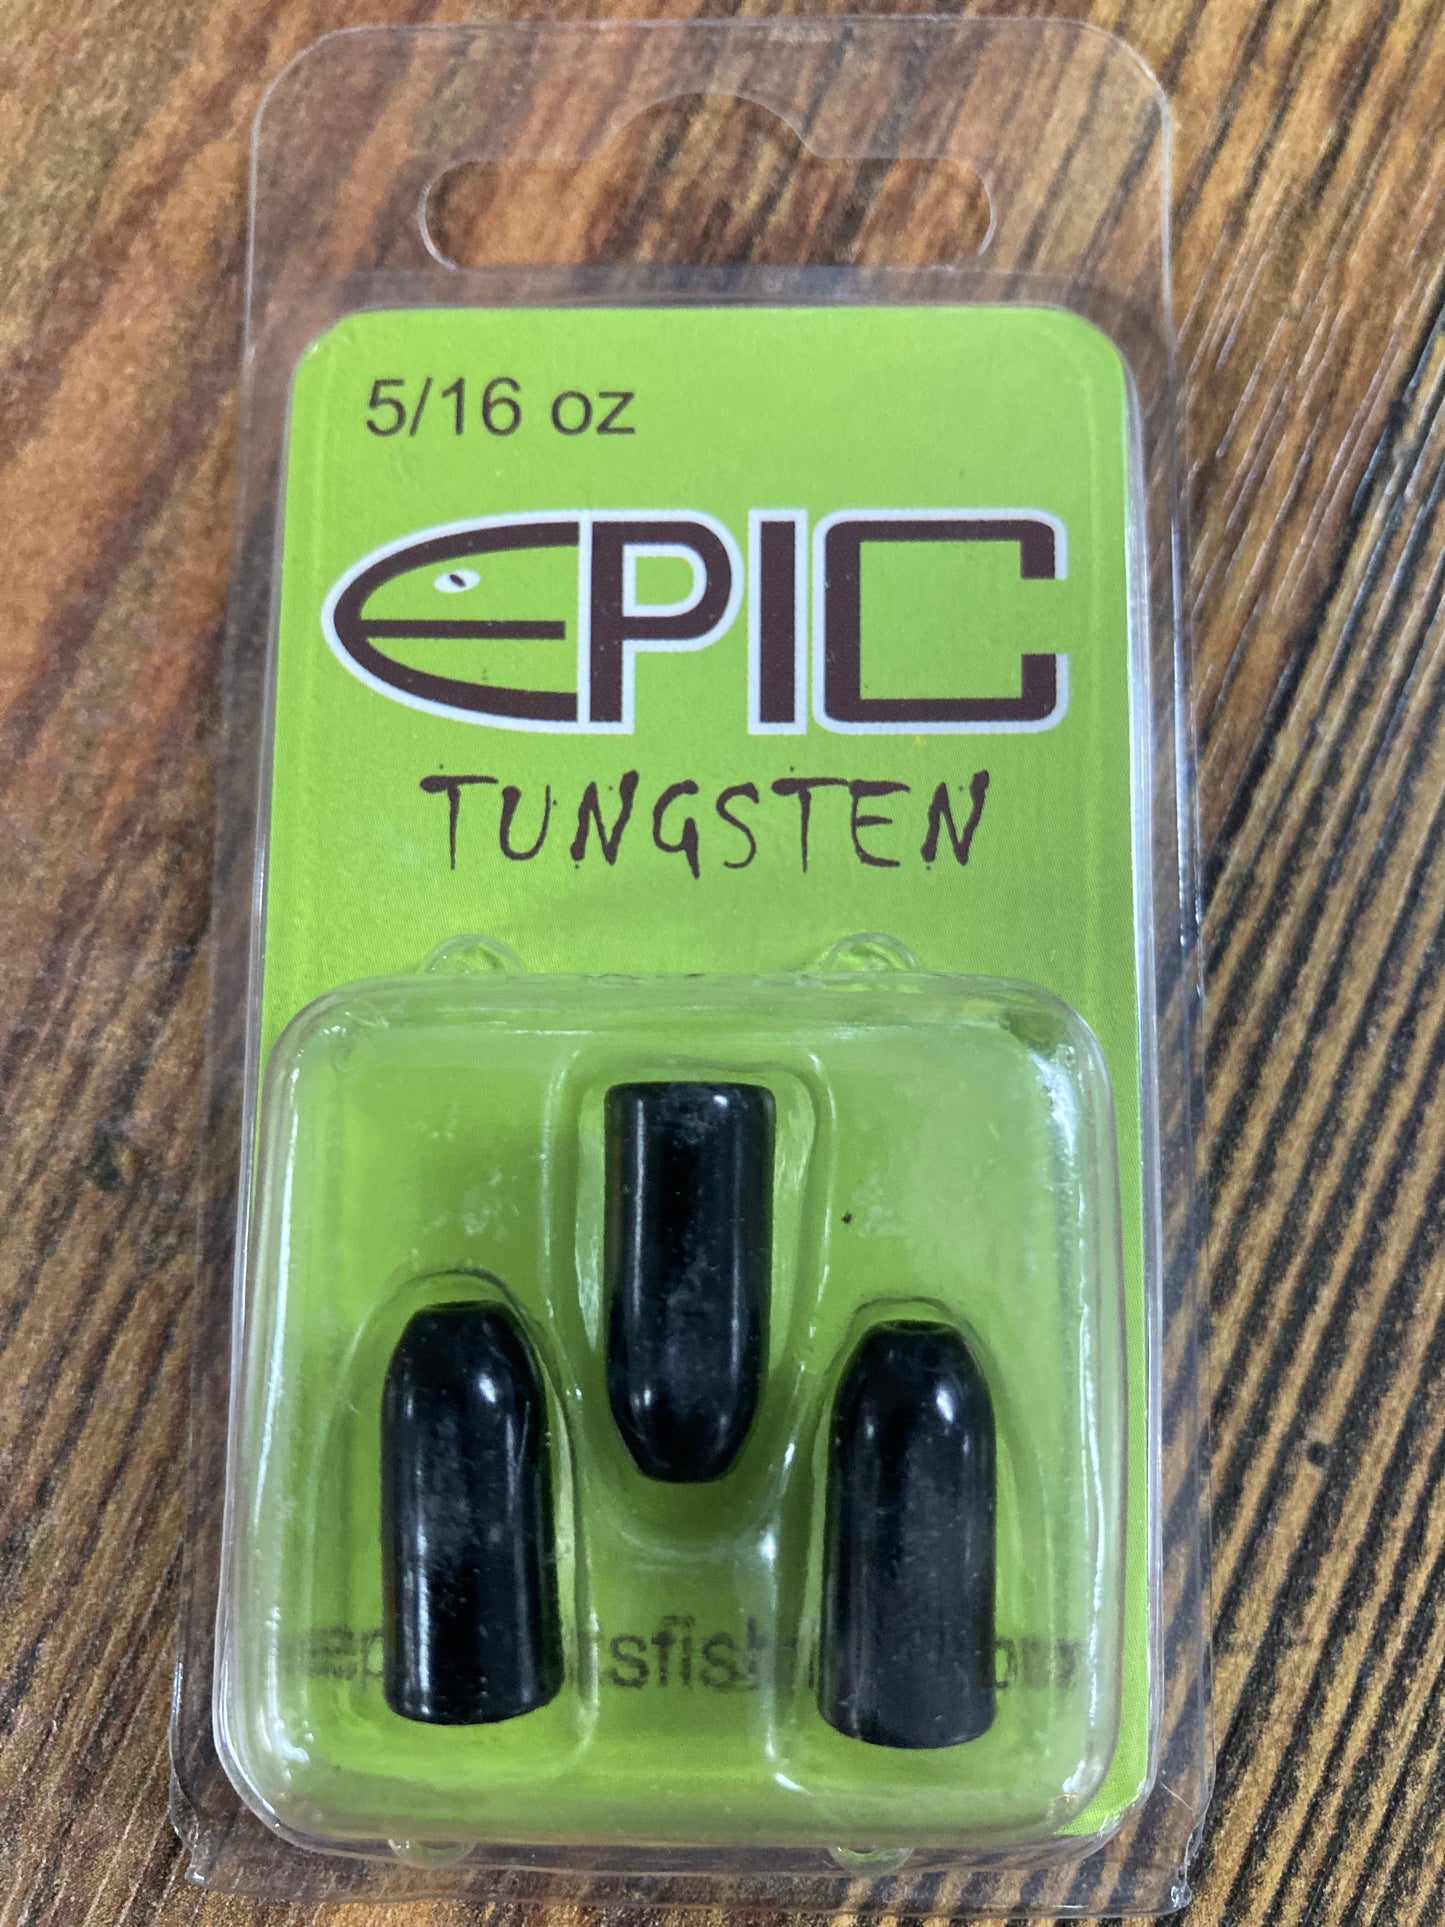 5/16 oz
EPIC
TUNGSTEN